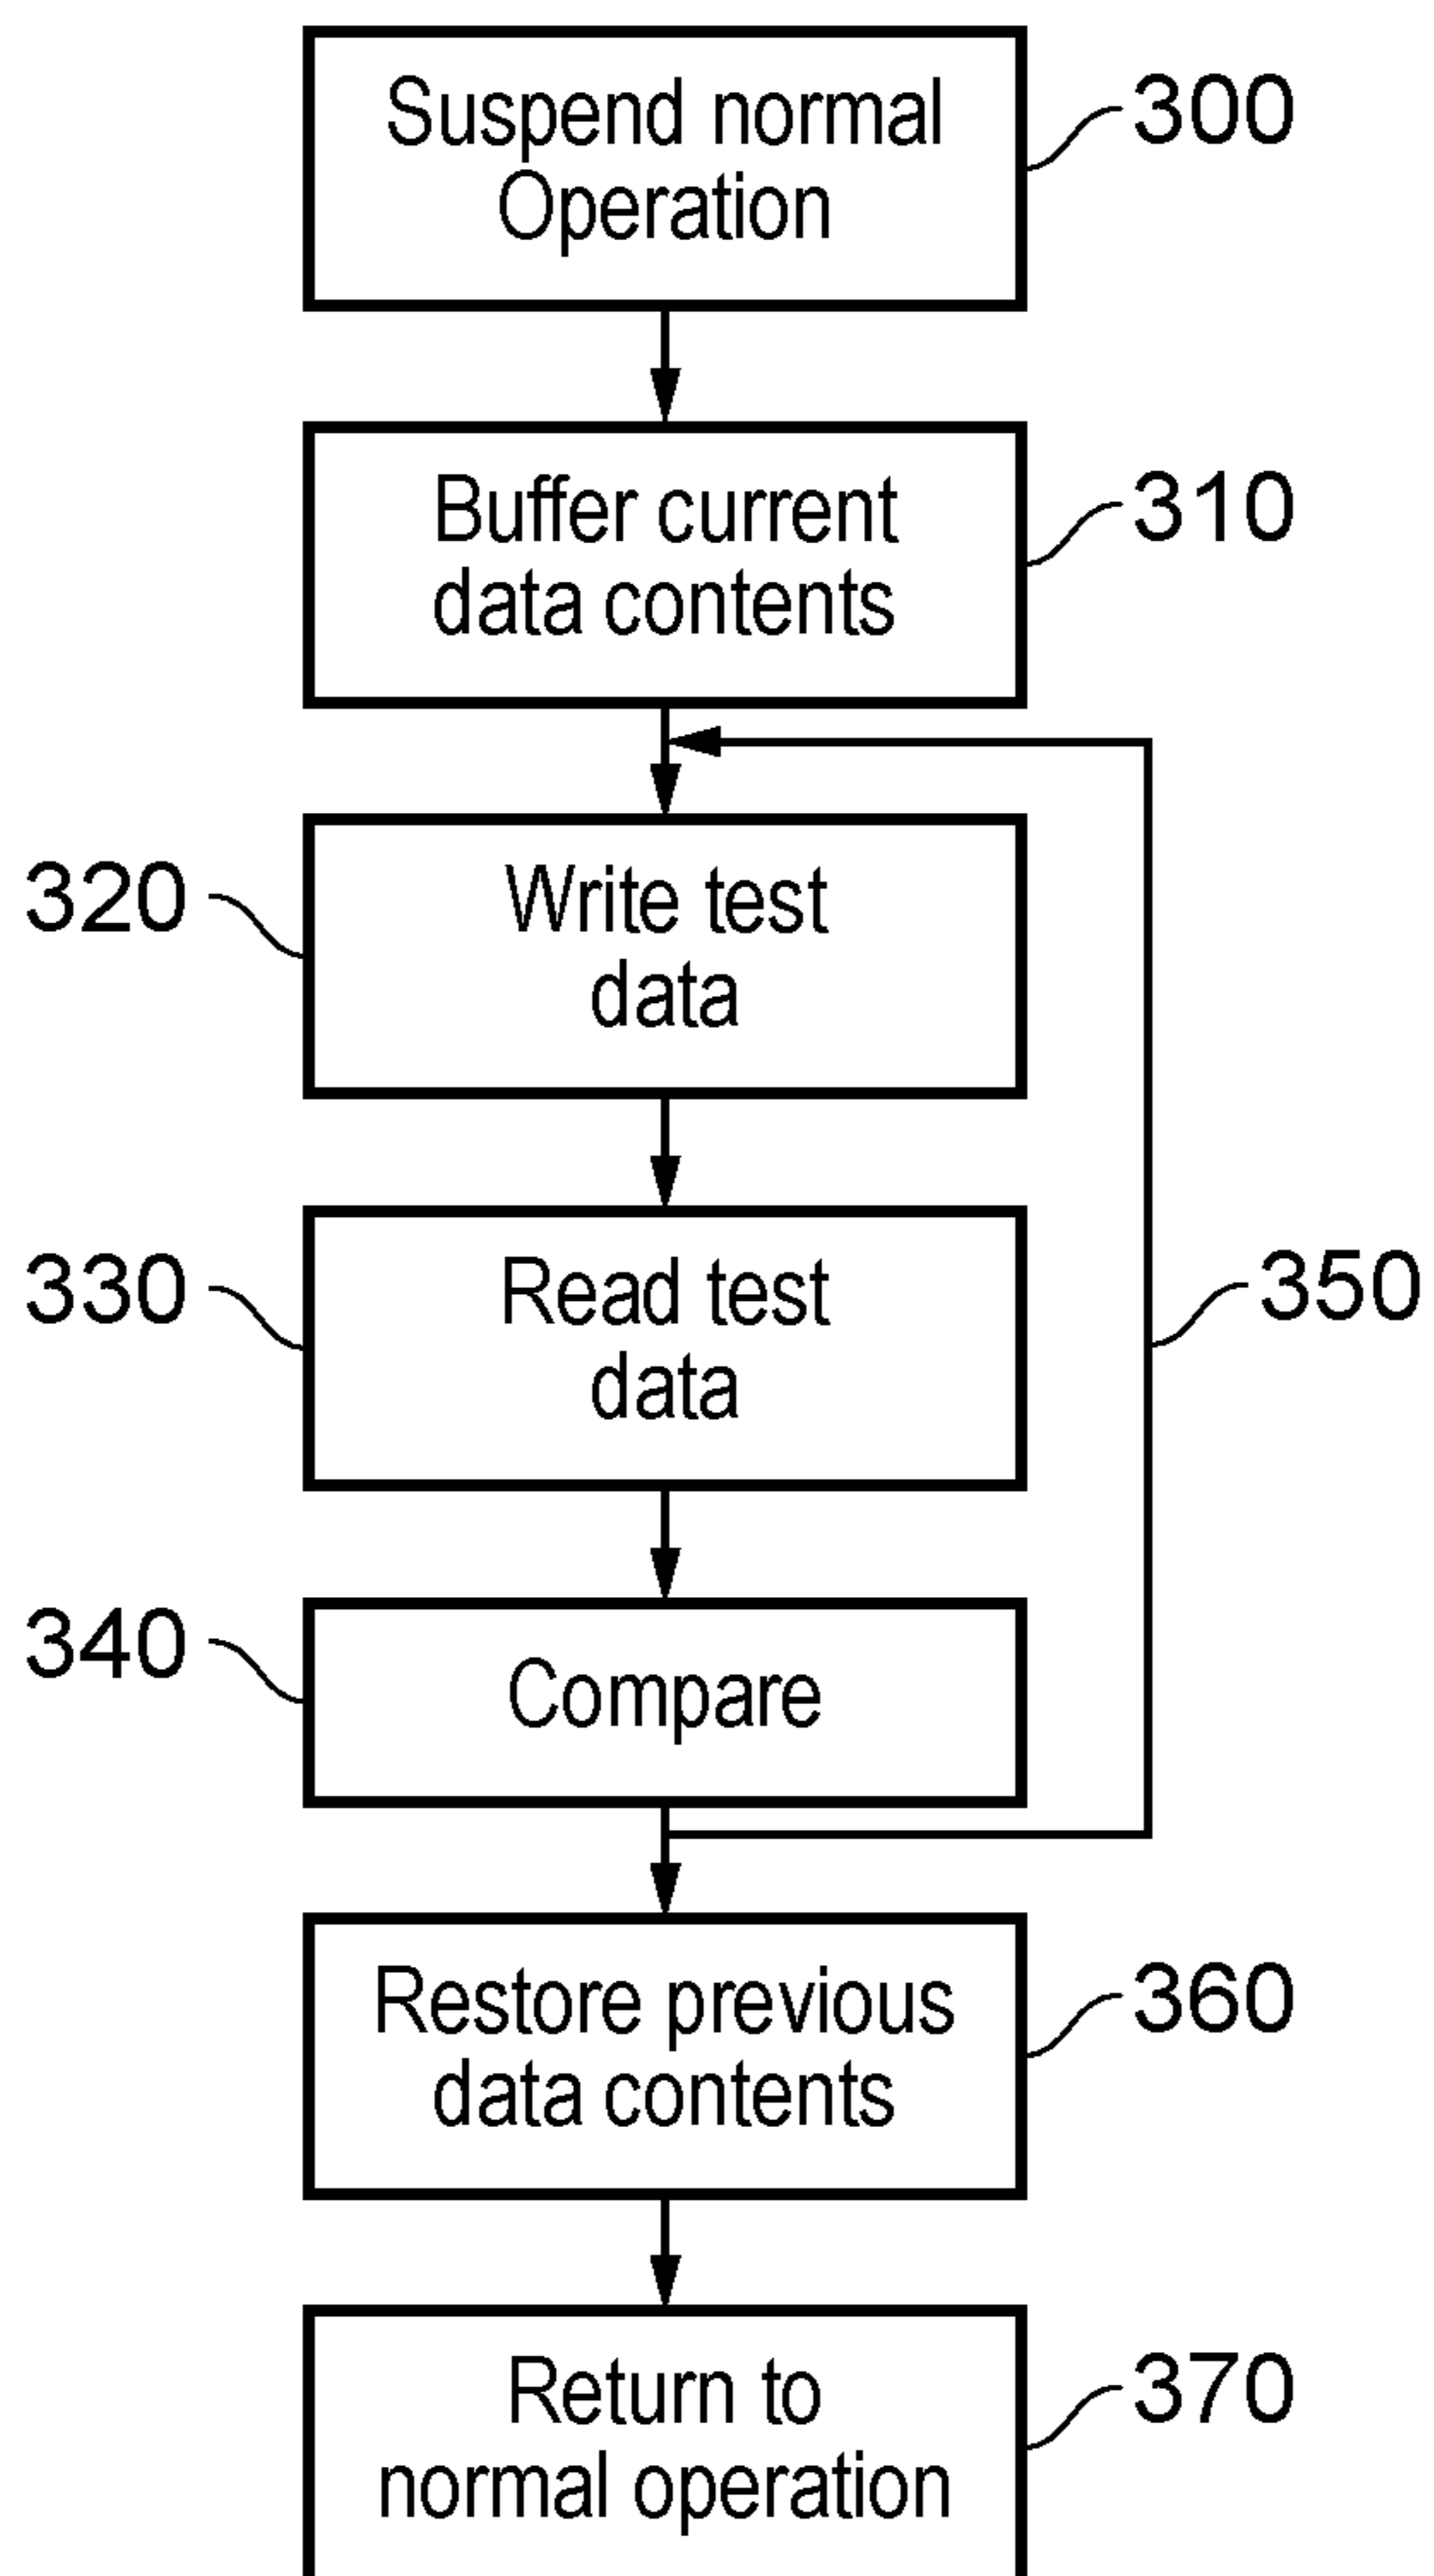 Suspend normal
Operation
300
Buffer current
data contents
310
320
Write test
data
330
Read test
data
350
340
Compare
Restore previous
data contents
360
Return to
normal operation
370